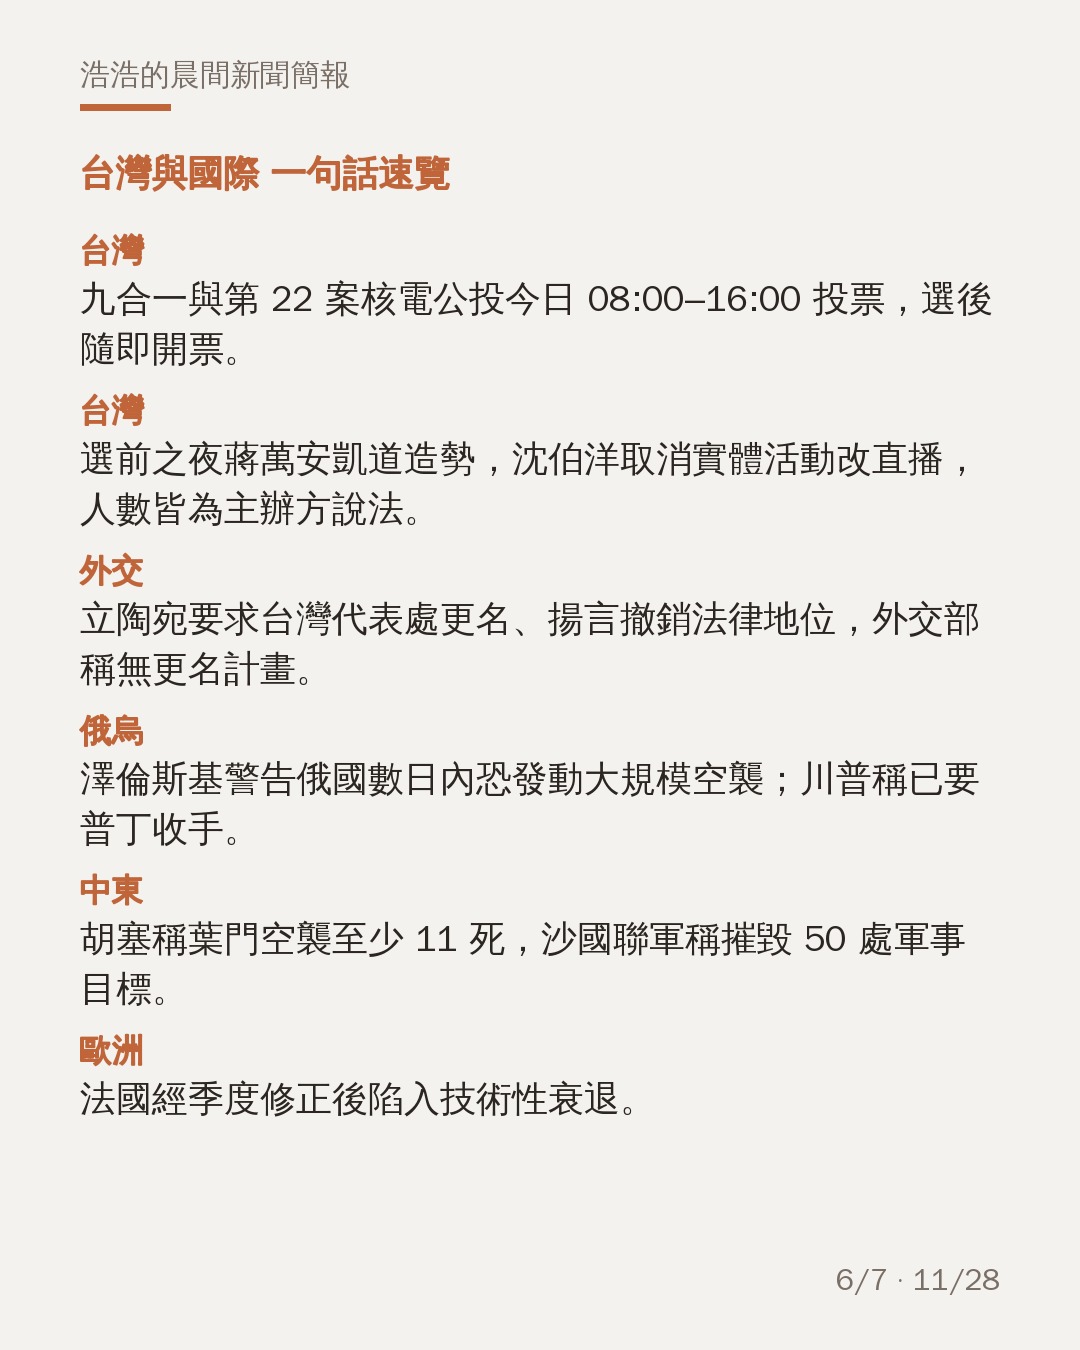 浩浩的晨間新聞簡報
台灣與國際 一句話速覽
台灣
九合一與第 22 案核電公投今日 08:00–16:00 投票，選後
隨即開票。
台灣
選前之夜蔣萬安凱道造勢，沈伯洋取消實體活動改直播，
人數皆為主辦方說法。
外交
立陶宛要求台灣代表處更名、揚言撤銷法律地位，外交部
稱無更名計畫。
俄烏
澤倫斯基警告俄國數日內恐發動大規模空襲；川普稱已要
普丁收手。
中東
胡塞稱葉門空襲至少 11 死，沙國聯軍稱摧毀 50 處軍事
目標。
歐洲
法國經季度修正後陷入技術性衰退。
6/7 · 11/28